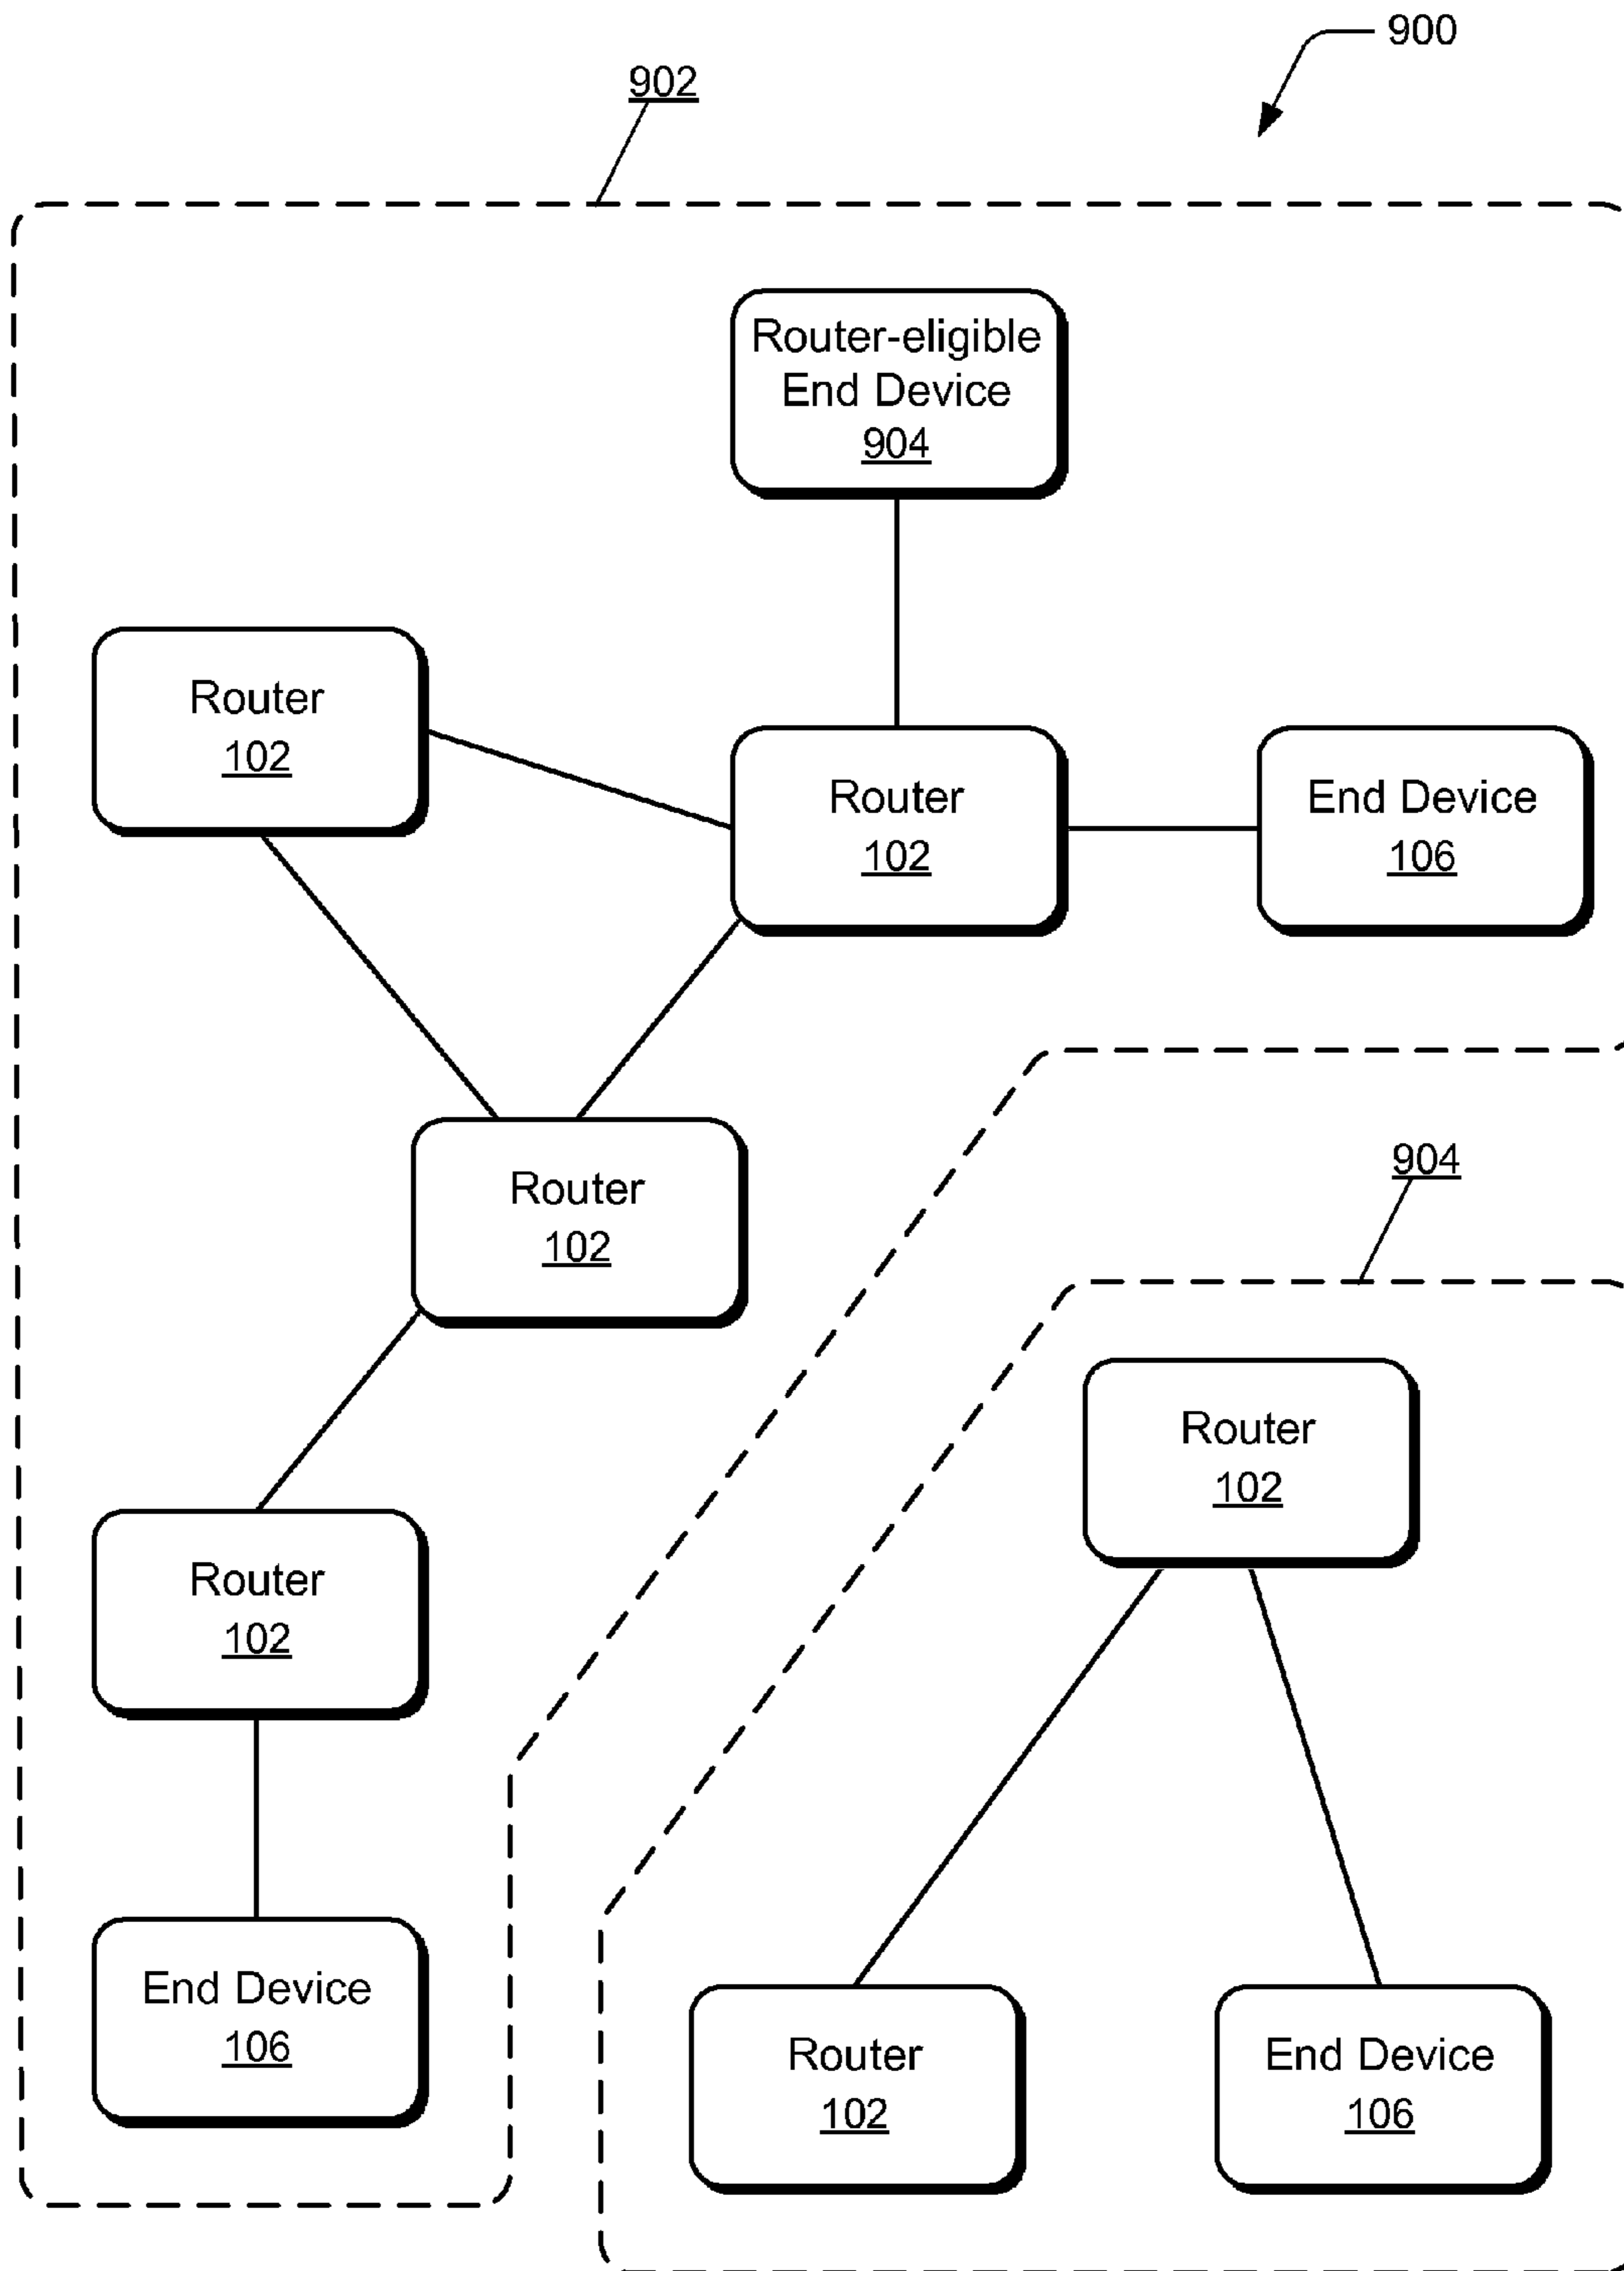 900
902
Router-eligible
End Device
904
Router
102
Router
102
End Device
106
Router
102
904
Router
102
Router
102
End Device
106
Router
102
End Device
106